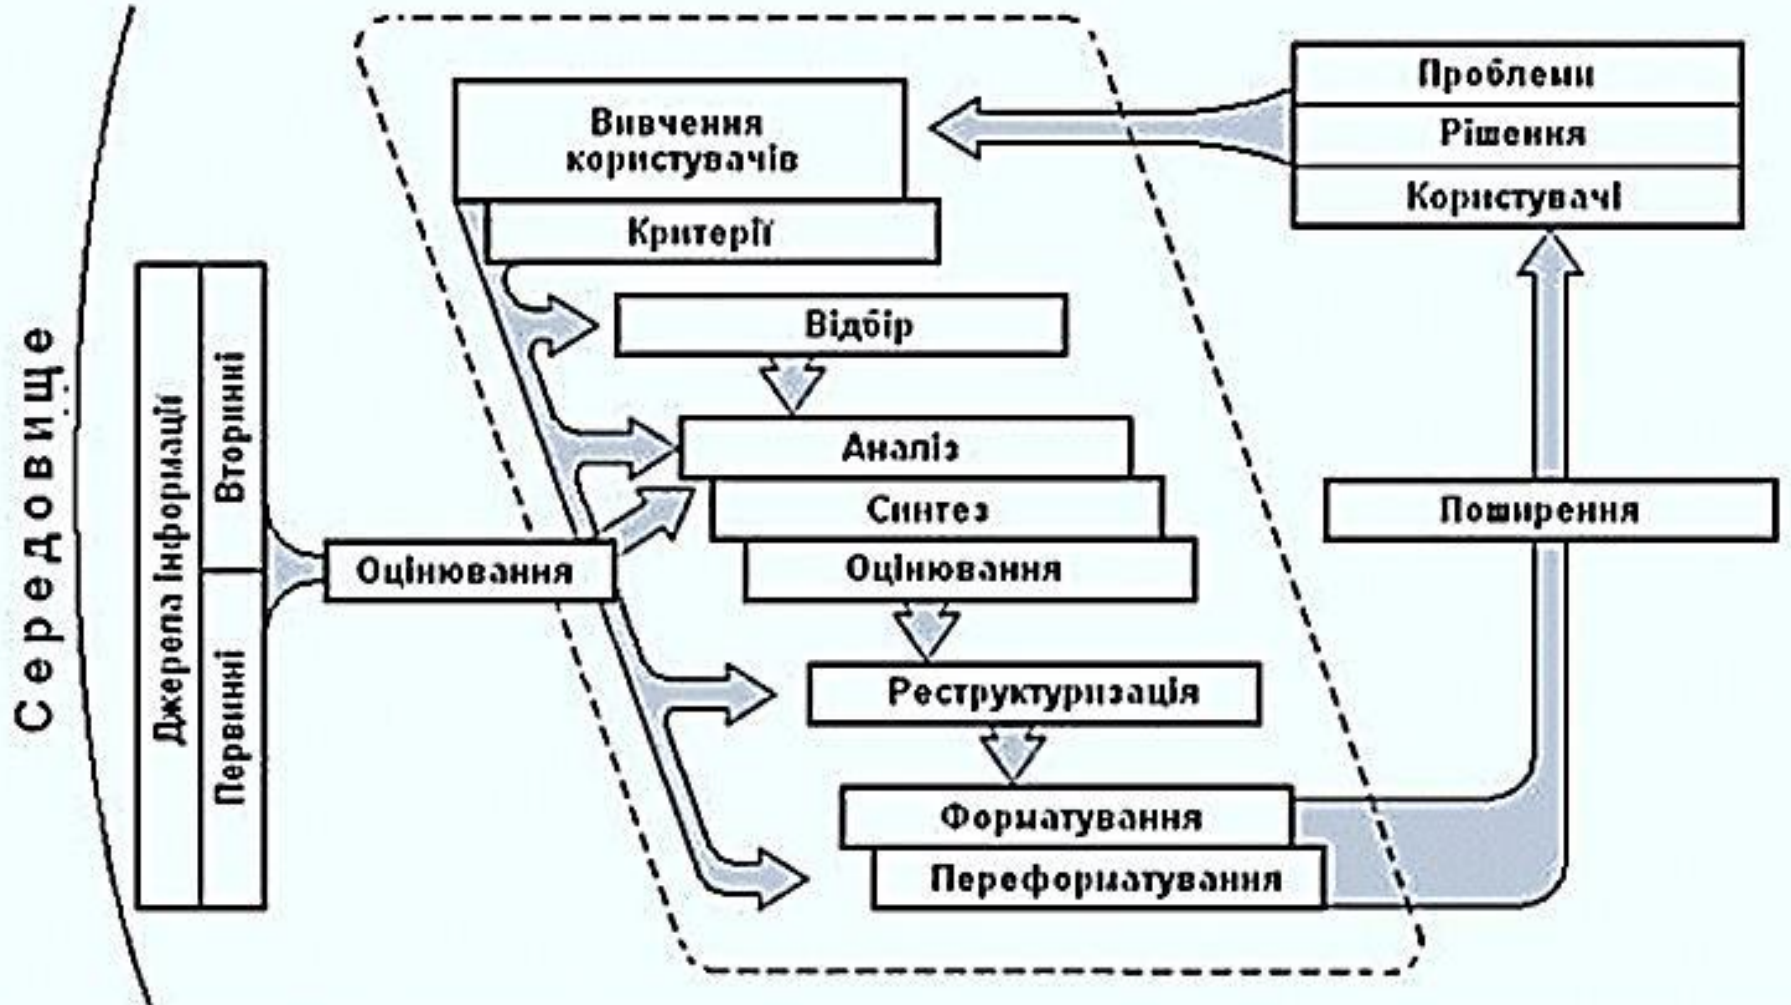 Середовище
Джерела інформації
Вторинні
Первинні
Оцінювання
Вивчення
користувачів
Критерії
Відбір
Аналіз
Синтез
Оцінювання
Реструктуризація
Форматування
Переформатування
Проблеми
Рішення
Користувачі
Поширення